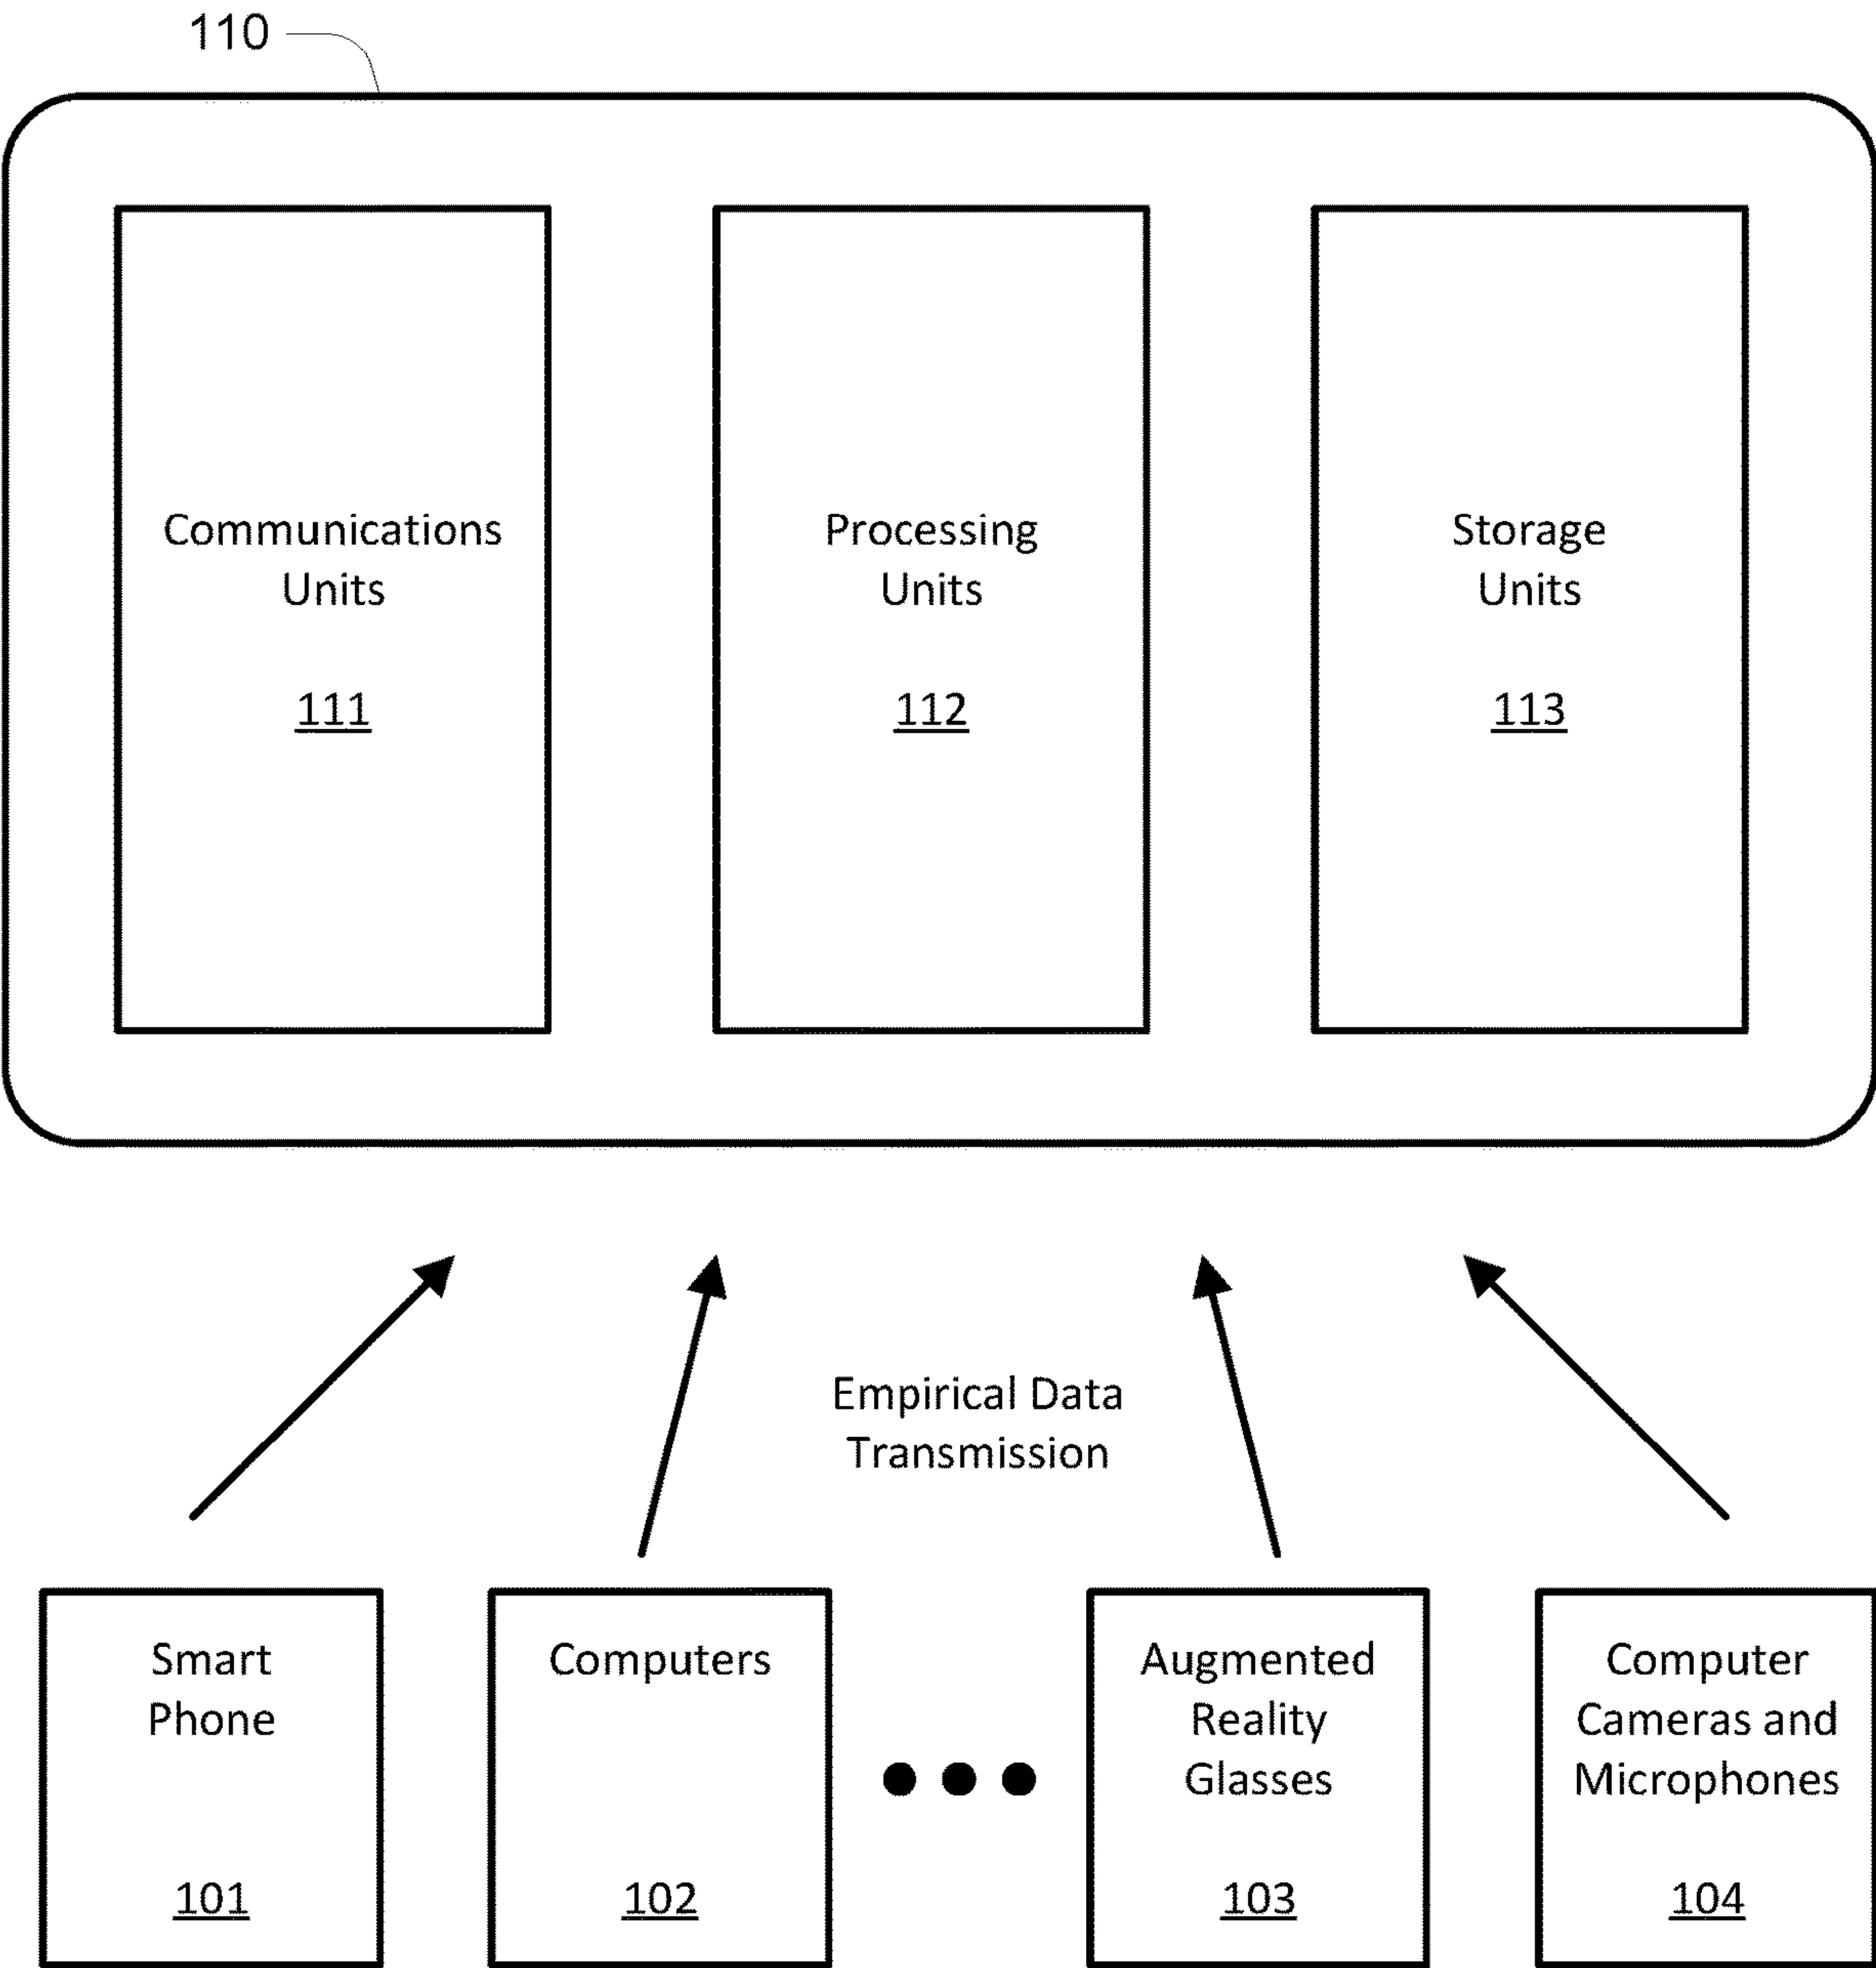 110
Communications
Units
111
Processing
Units
112
Storage
Units
113
Empirical Data
Transmission
Smart
Phone
101
Computers
102
Augmented
Reality
Glasses
103
Computer
Cameras and
Microphones
104